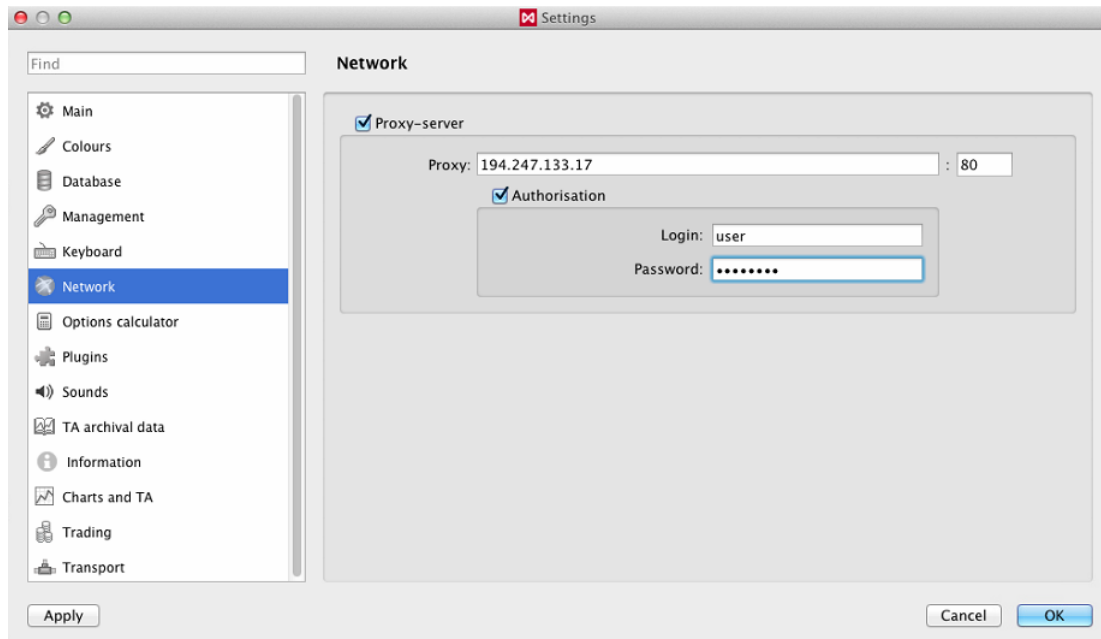 Settings
Find
Network
Main
Colours
Database
Management
Keyboard
Network
Options calculator
Plugins
Sounds
TA archival data
Information
Charts and TA
Trading
Transport
Proxy-server
Proxy: 194.247.133.17 : 80
Authorisation
Login: user
Password: ••••••••
Apply
Cancel
OK